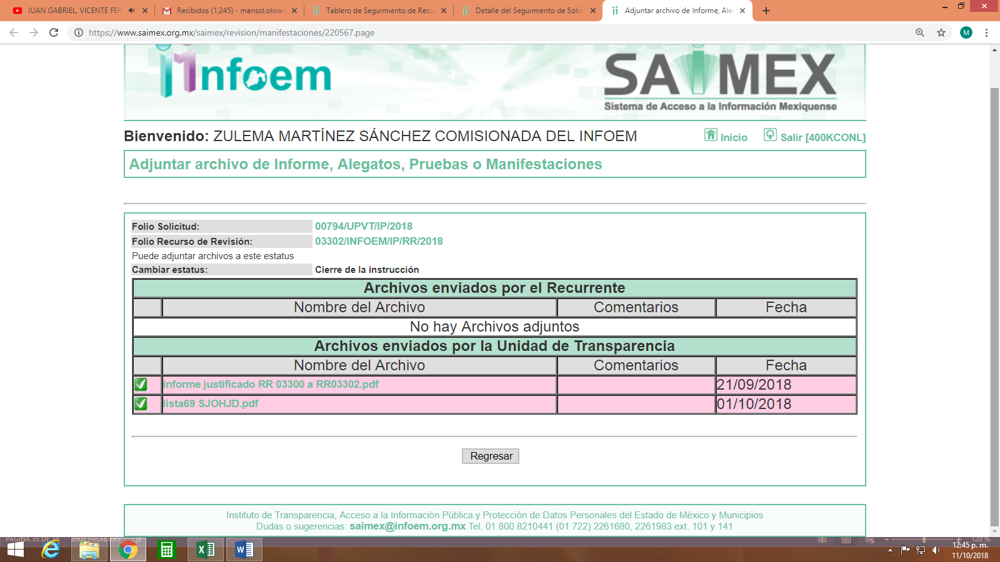 JUAN GABRIEL, VICENTE FER
Recibidos (1,245) - marisol.olivar
Tablero de Seguimiento de Recu
Detalle del Seguimiento de Solic
Adjuntar archivo de Informe, Ale
https://www.saimex.org.mx/saimex/revision/manifestaciones/220567.page
M
infoem
SAIMEX
Sistema de Acceso a la Información Mexiquense
Bienvenido: ZULEMA MARTÍNEZ SÁNCHEZ COMISIONADA DEL INFOEM
Inicio
Salir [400KCONL]
Adjuntar archivo de Informe, Alegatos, Pruebas o Manifestaciones
Folio Solicitud: 00794/UPVT/IP/2018
Folio Recurso de Revisión: 03302/INFOEM/IP/RR/2018
Puede adjuntar archivos a este estatus
Cambiar estatus: Cierre de la instrucción
Archivos enviados por el Recurrente
Nombre del Archivo Comentarios Fecha
No hay Archivos adjuntos
Archivos enviados por la Unidad de Transparencia
Nombre del Archivo Comentarios Fecha
informe justificado RR 03300 a RR03302.pdf 21/09/2018
lista69 SJOHJD.pdf 01/10/2018
Regresar
Instituto de Transparencia, Acceso a la Información Pública y Protección de Datos Personales del Estado de México y Municipios
Dudas o sugerencias: saimex@infoem.org.mx Tel. 01 800 8210441 (01 722) 2261680, 2261983 ext. 101 y 141
PÁGINA 35 DE 38 8908 PALABRAS
120 %
12:45 p. m.
11/10/2018